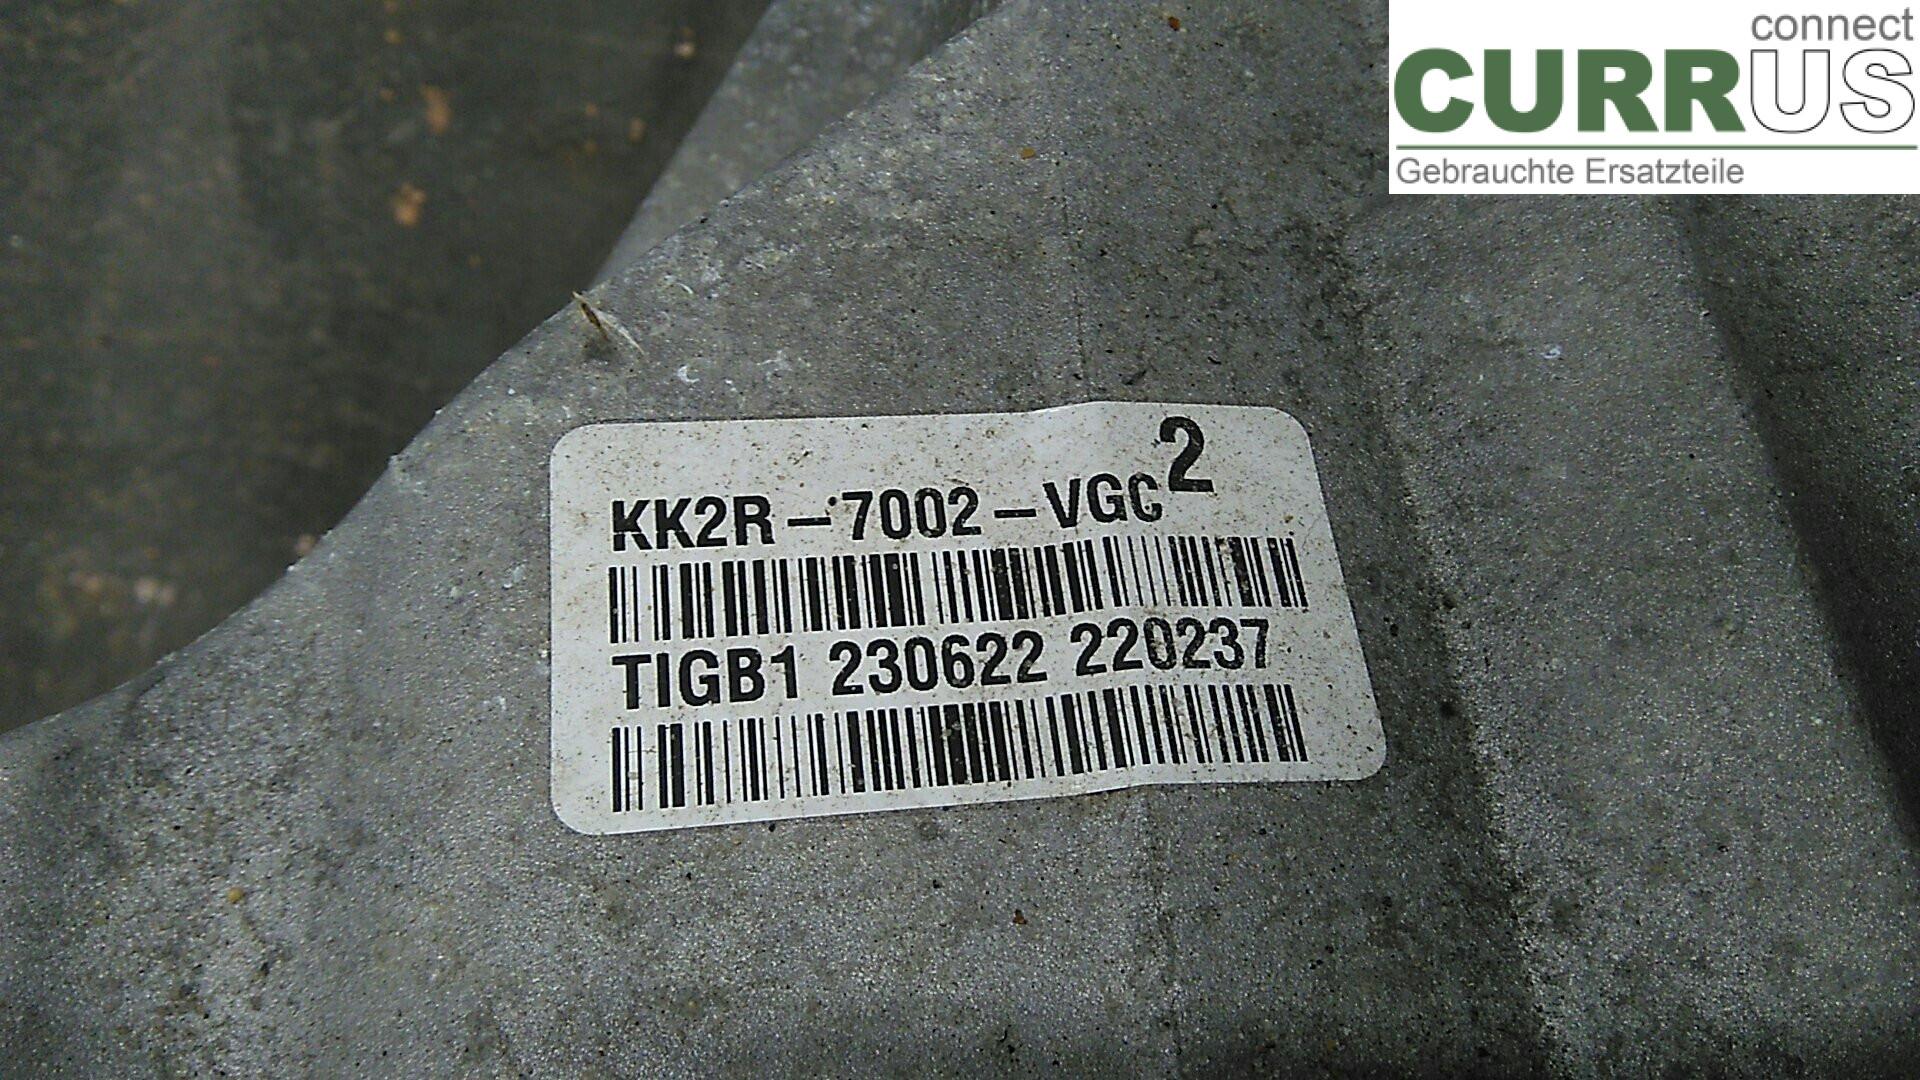 connect
CURRUS
Gebrauchte Ersatzteile
2
KK2R-7002-VGC
TIGB1 230622 220237